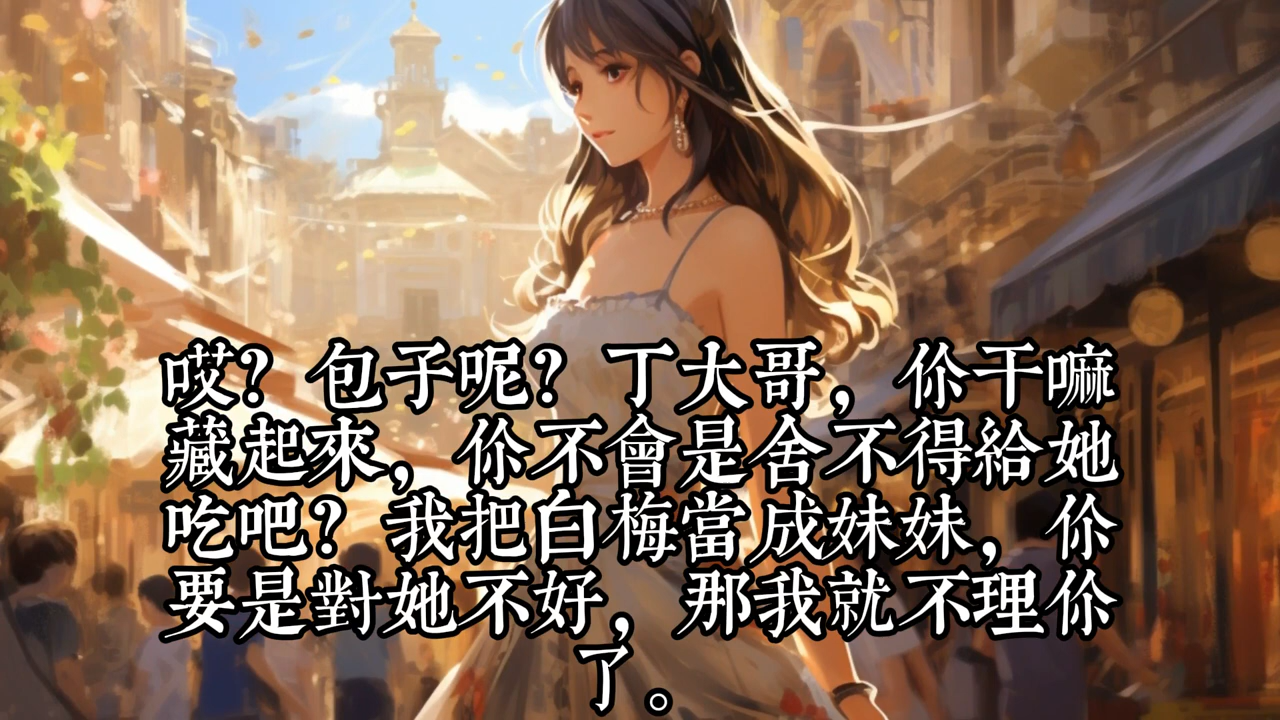 哎？包子呢？丁大哥，你干嘛
藏起來，你不會是舍不得給她
吃吧？我把白梅當成妹妹，你
要是對她不好，那我就不理你
了。